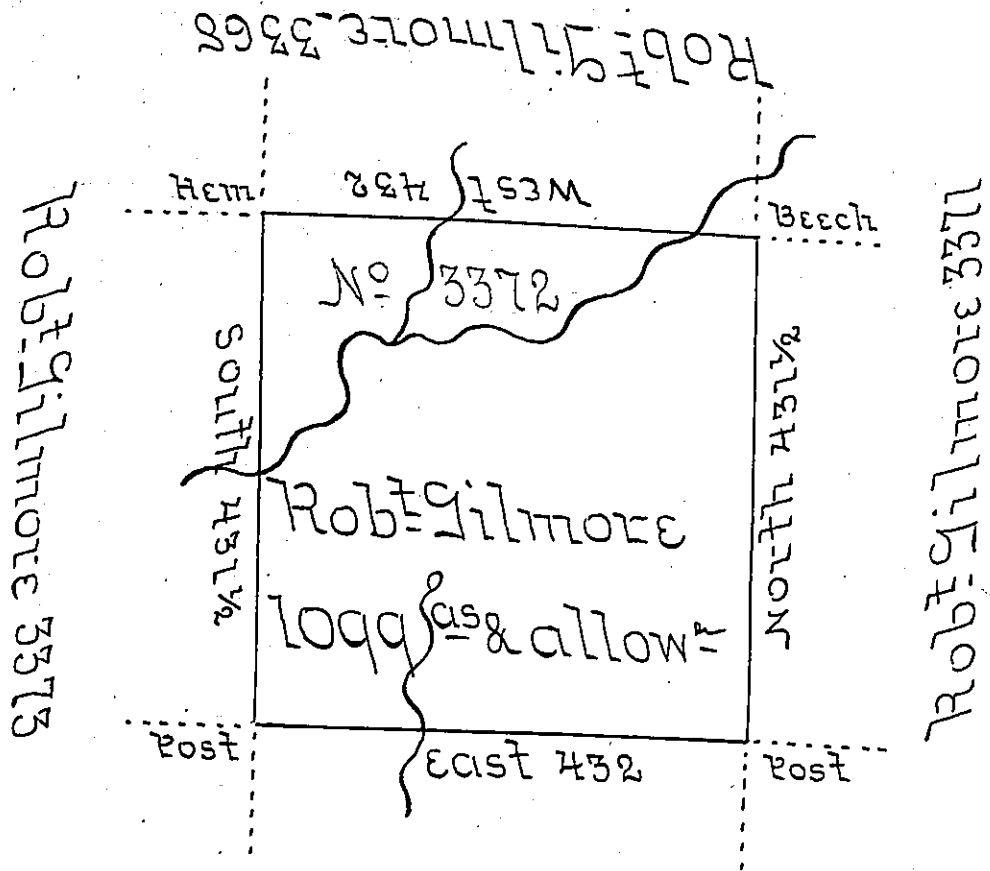 Robt Gilmore 3368
Hem
West 432
Beech
No 3372
Robt Gilmore 3373
South 431½
North 431½
Robt Gilmore 3371
Robt Gilmore
1099 as & allowe
Post
East 432
Post